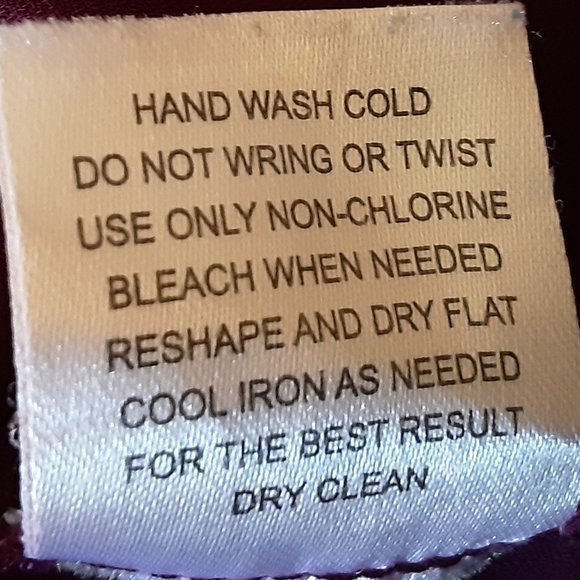 HAND WASH COLD
DO NOT WRING OR TWIST
USE ONLY NON-CHLORINE
BLEACH WHEN NEEDED
RESHAPE AND DRY FLAT
COOL IRON AS NEEDED
FOR THE BEST RESULT
DRY CLEAN